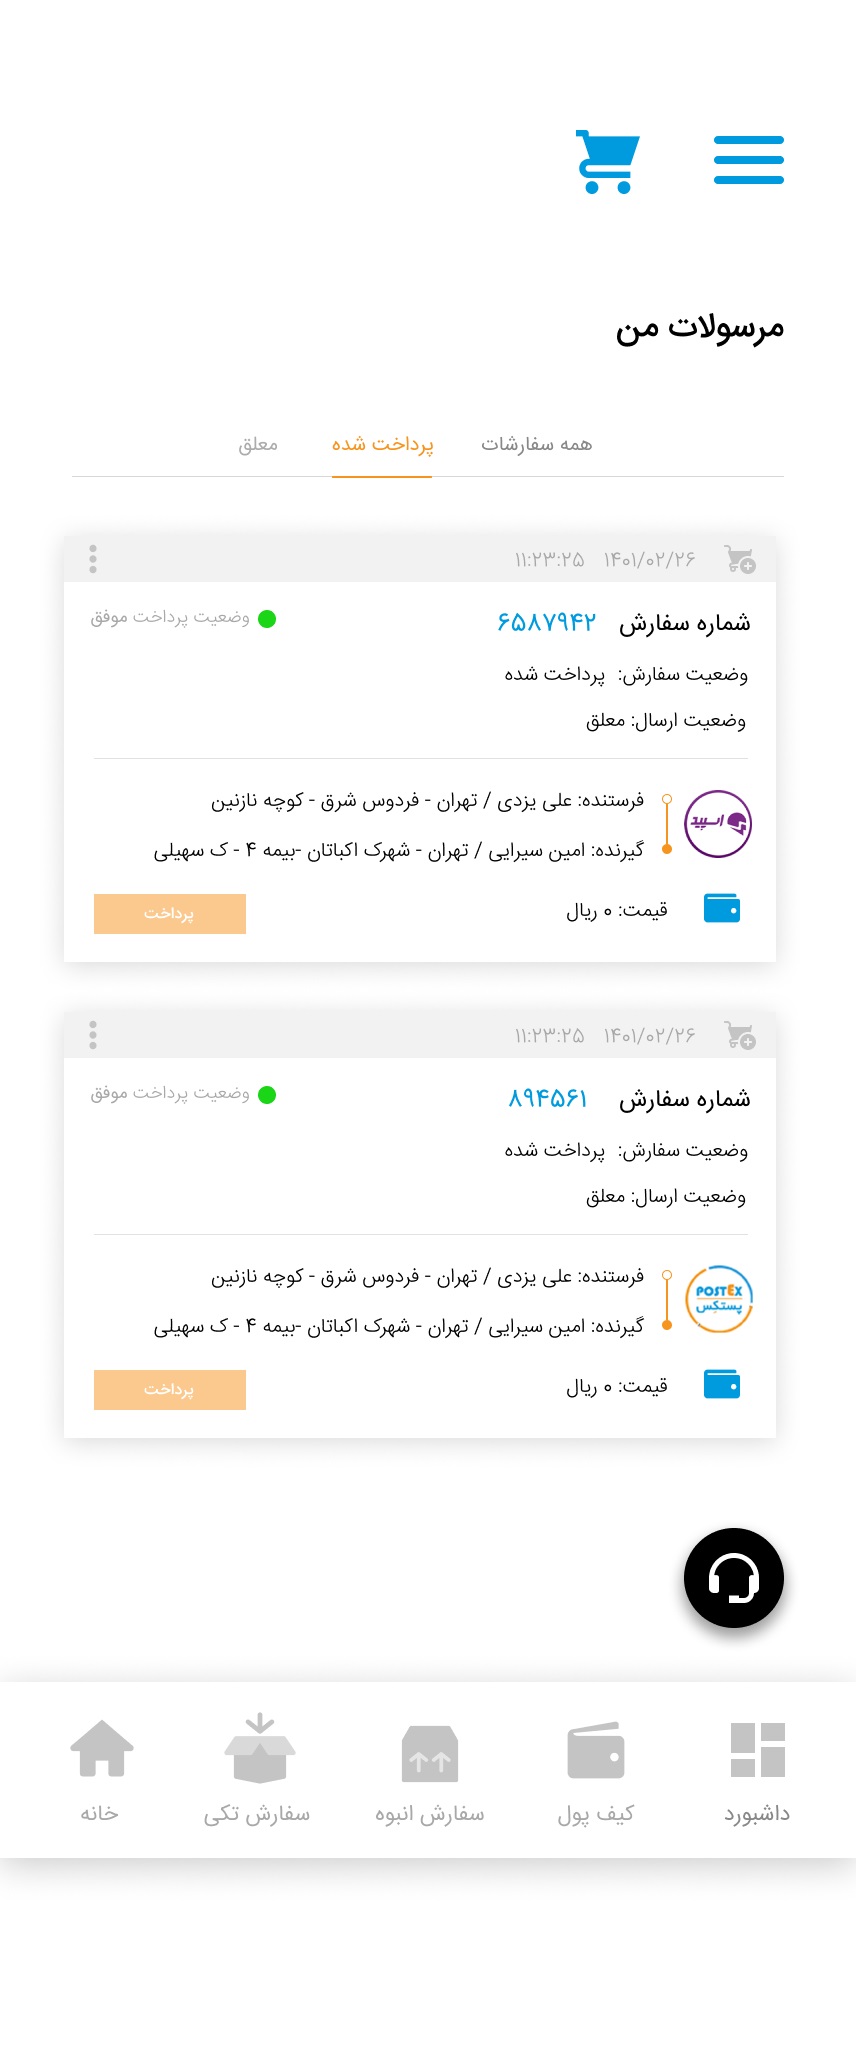 مرسولات من
همه سفارشات پرداخت شده معلق
۱۴۰۱/۰۲/۲۶ ۱۱:۲۳:۲۵
شماره سفارش ۶۵۸۷۹۴۲ وضعیت پرداخت موفق
وضعیت سفارش: پرداخت شده
وضعیت ارسال: معلق
اسپید
فرستنده: علی یزدی / تهران - فردوس شرق - کوچه نازنین
گیرنده: امین سیرایی / تهران - شهرک اکباتان -بیمه ۴ - ک سهیلی
قیمت: ۰ ریال پرداخت
۱۴۰۱/۰۲/۲۶ ۱۱:۲۳:۲۵
شماره سفارش ۸۹۴۵۶۱ وضعیت پرداخت موفق
وضعیت سفارش: پرداخت شده
وضعیت ارسال: معلق
POSTEX
پستکس
فرستنده: علی یزدی / تهران - فردوس شرق - کوچه نازنین
گیرنده: امین سیرایی / تهران - شهرک اکباتان -بیمه ۴ - ک سهیلی
قیمت: ۰ ریال پرداخت
داشبورد کیف پول سفارش انبوه سفارش تکی خانه